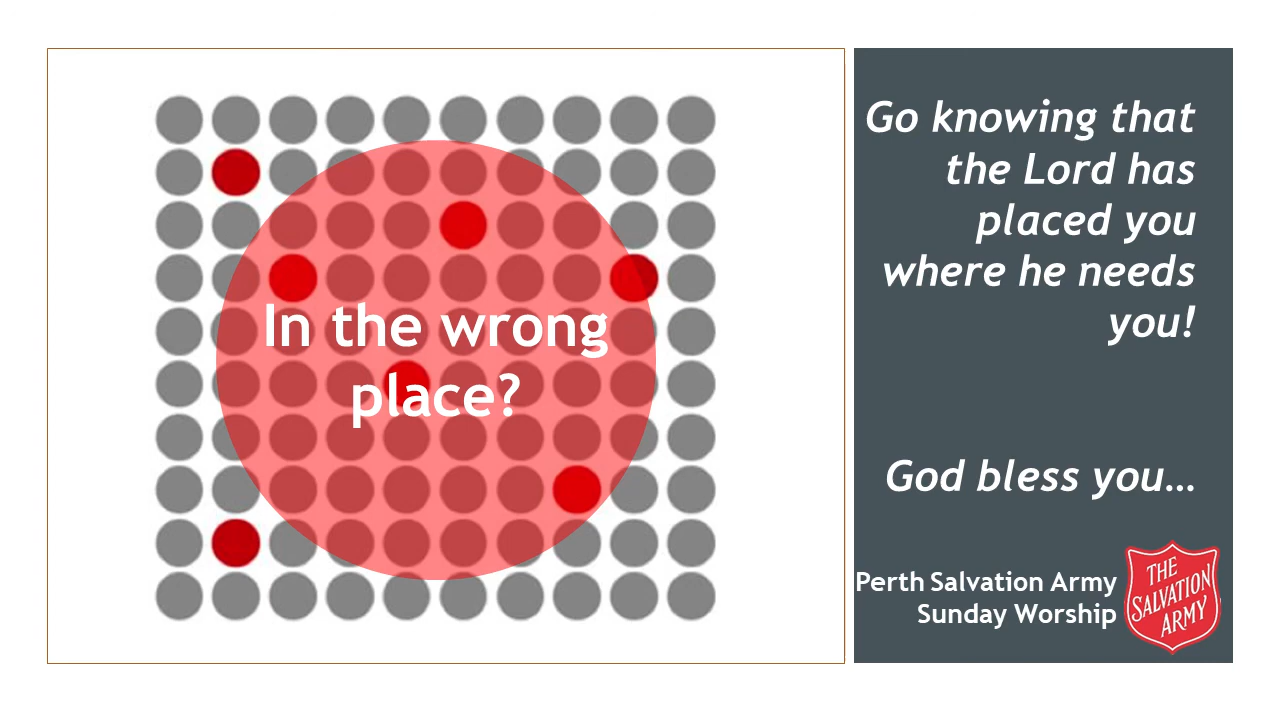 In the wrong
place?
Go knowing that
the Lord has
placed you
where he needs
you!
God bless you...
Perth Salvation Army
Sunday Worship
THE
SALVATION
ARMY